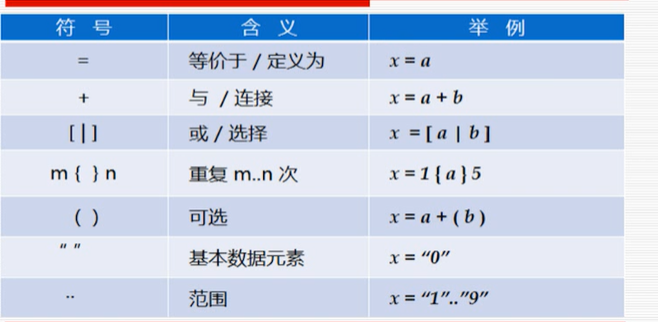 符 号 含 义 举 例
= 等价于 / 定义为 x = a
+ 与 / 连接 x = a + b
[ | ] 或 / 选择 x = [ a | b ]
m { } n 重复 m..n 次 x = 1 { a } 5
( ) 可选 x = a + ( b )
“ ” 基本数据元素 x = “0”
.. 范围 x = “1”..”9”